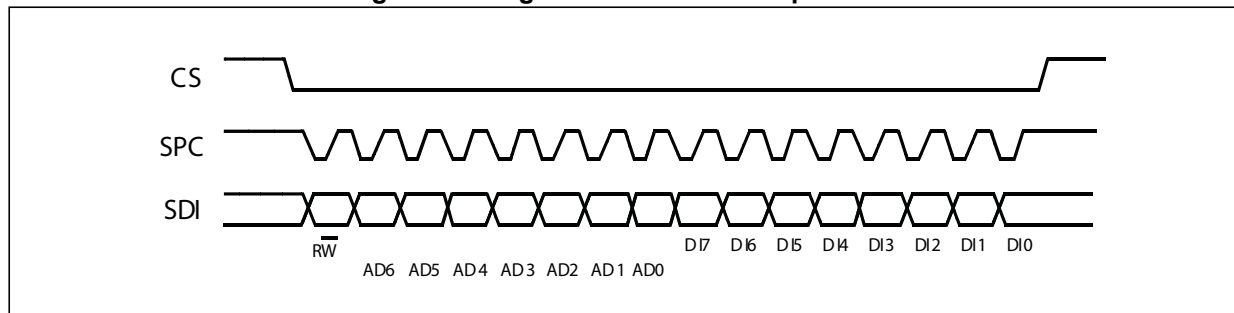 CS
SPC
SDI
RW
DI7 DI6 DI5 DI4 DI3 DI2 DI1 DI0
AD6 AD5 AD4 AD3 AD2 AD1 AD0